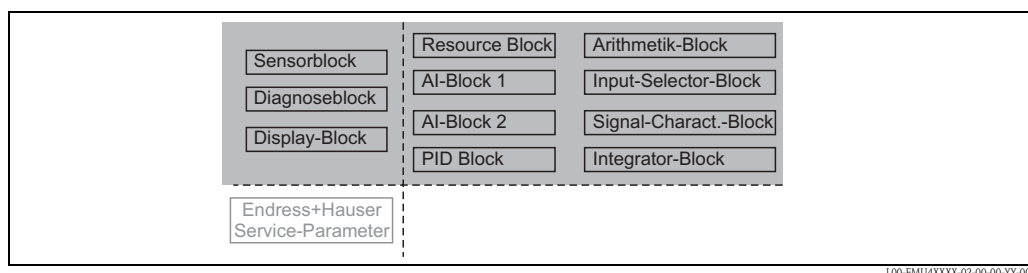 Sensorblock
Diagnoseblock
Display-Block
Resource Block
AI-Block 1
AI-Block 2
PID Block
Arithmetik-Block
Input-Selector-Block
Signal-Charact.-Block
Integrator-Block
Endress+Hauser
Service-Parameter